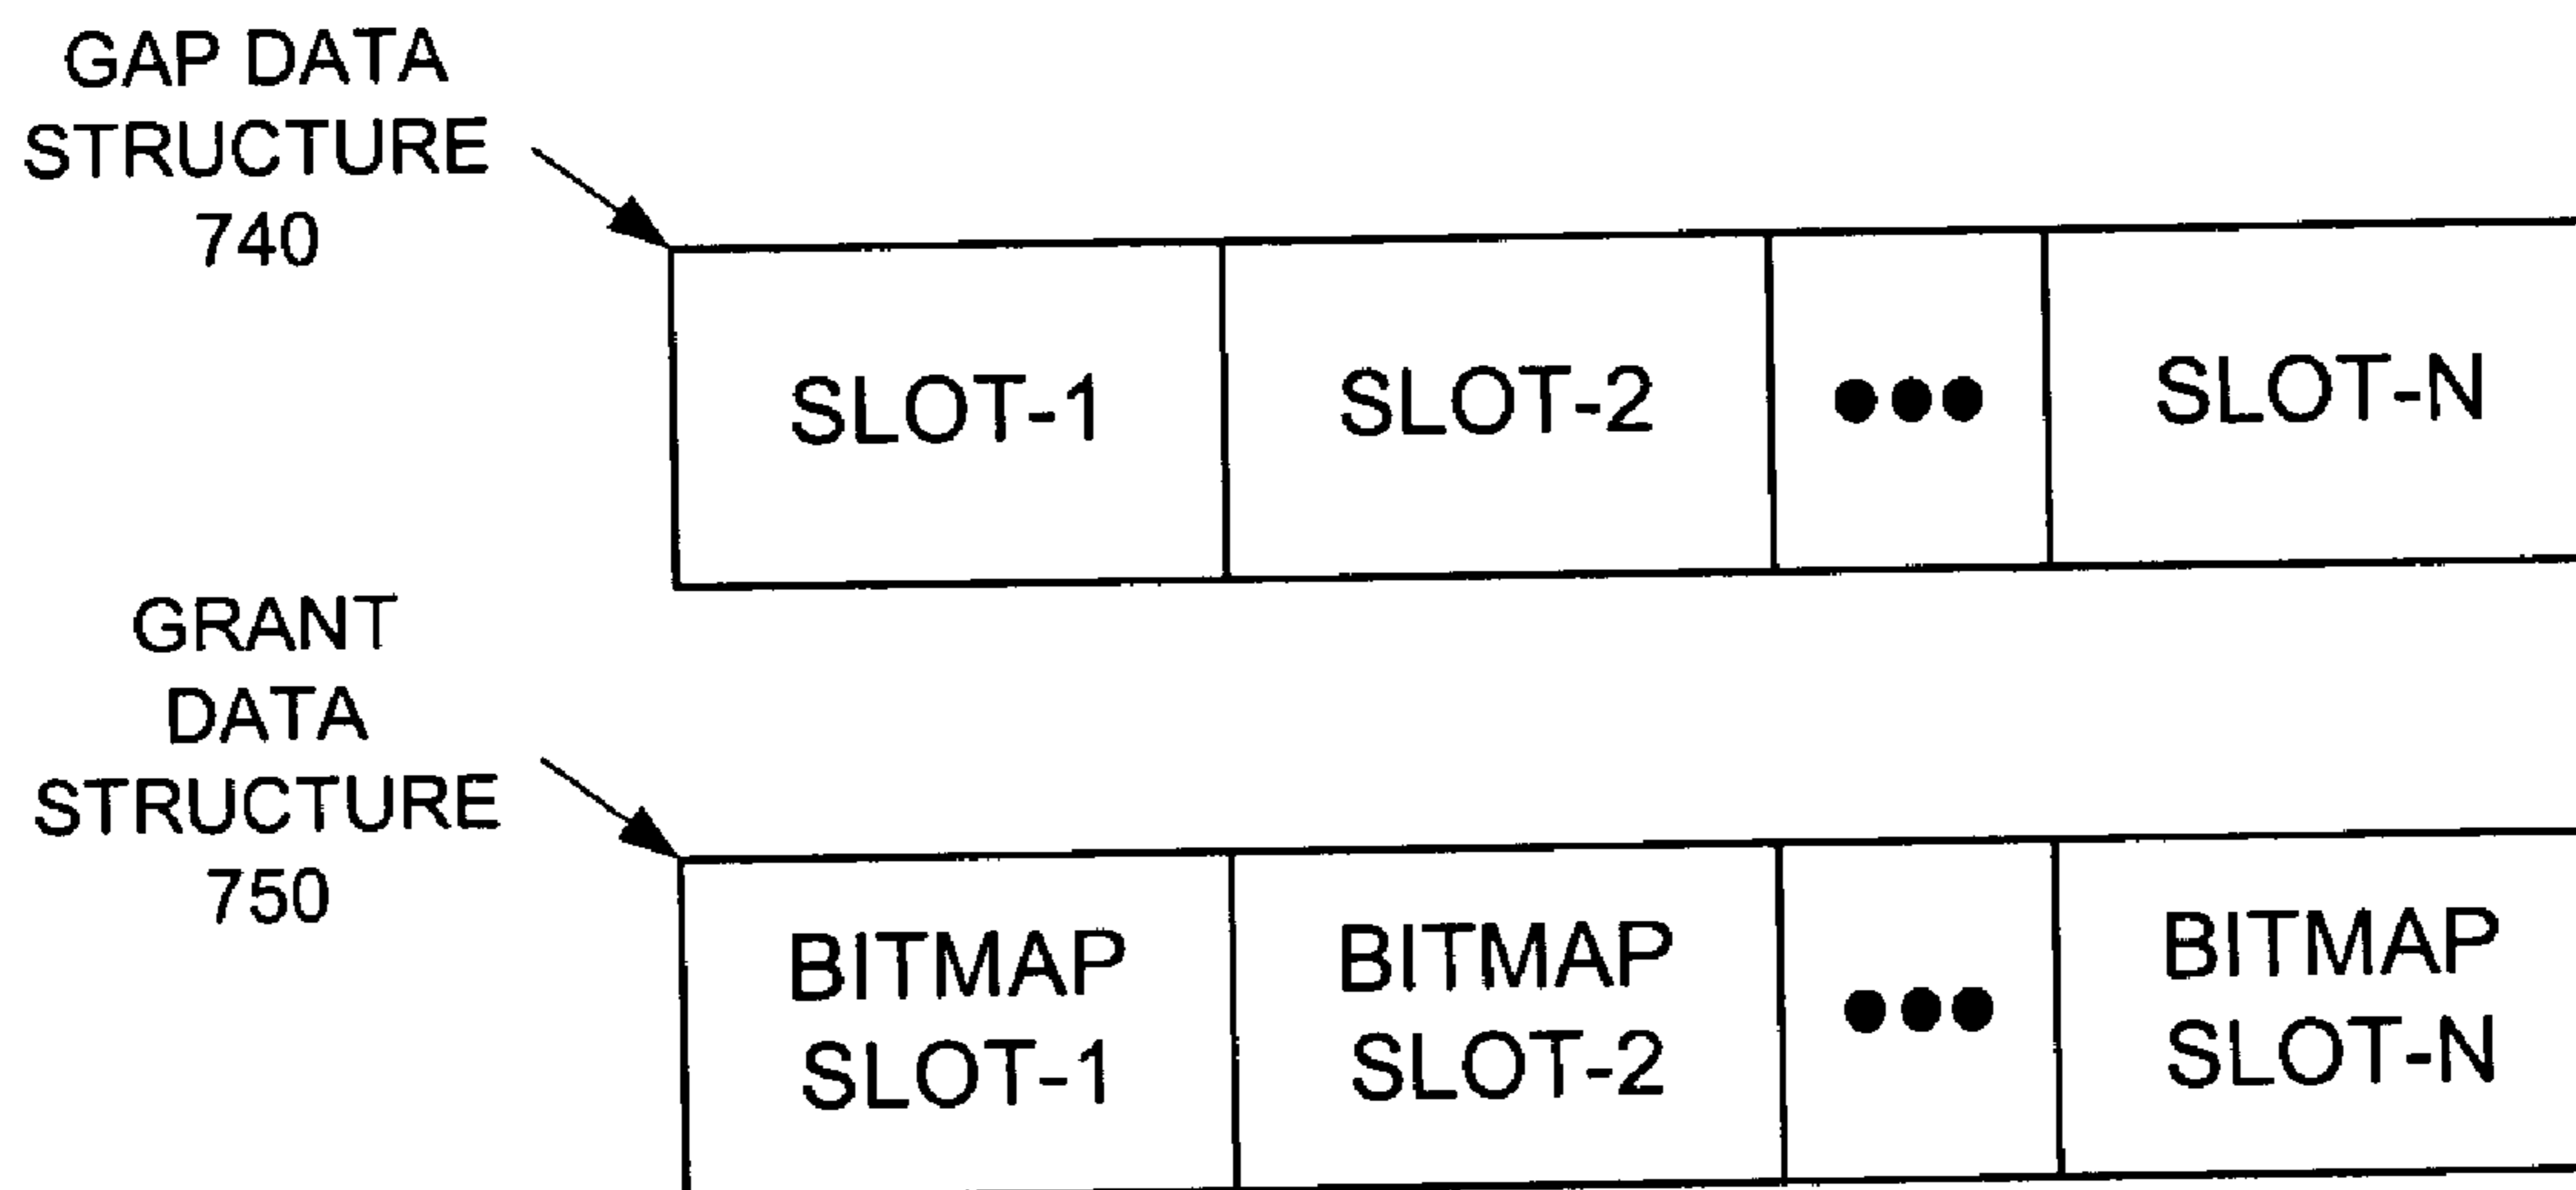 GAP DATA
STRUCTURE
740
SLOT-1
SLOT-2
●●●
SLOT-N
GRANT
DATA
STRUCTURE
750
BITMAP
SLOT-1
BITMAP
SLOT-2
●●●
BITMAP
SLOT-N